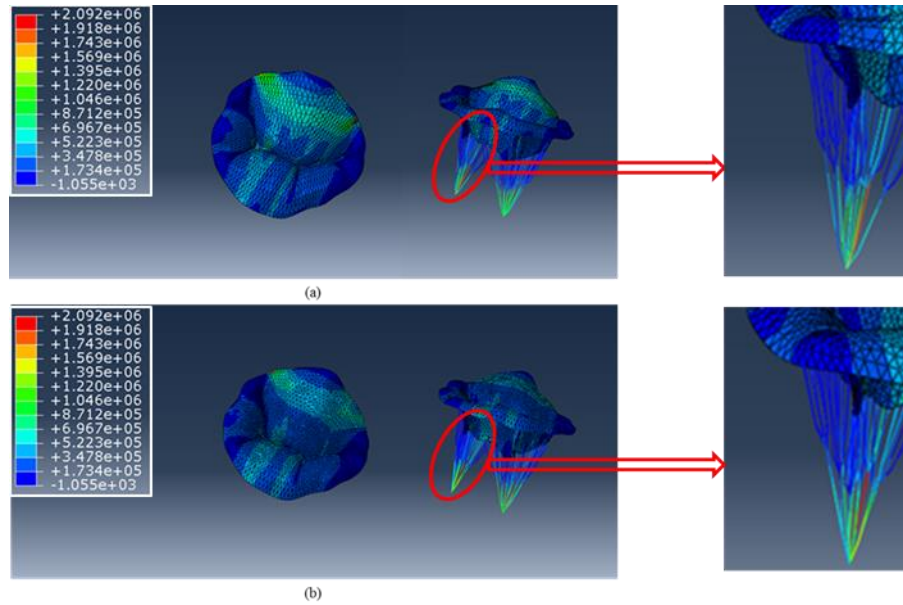 +2.092e+06
+1.918e+06
+1.743e+06
+1.569e+06
+1.395e+06
+1.220e+06
+1.046e+06
+8.712e+05
+6.967e+05
+5.223e+05
+3.478e+05
+1.734e+05
-1.055e+03
(a)
+2.092e+06
+1.918e+06
+1.743e+06
+1.569e+06
+1.395e+06
+1.220e+06
+1.046e+06
+8.712e+05
+6.967e+05
+5.223e+05
+3.478e+05
+1.734e+05
-1.055e+03
(b)